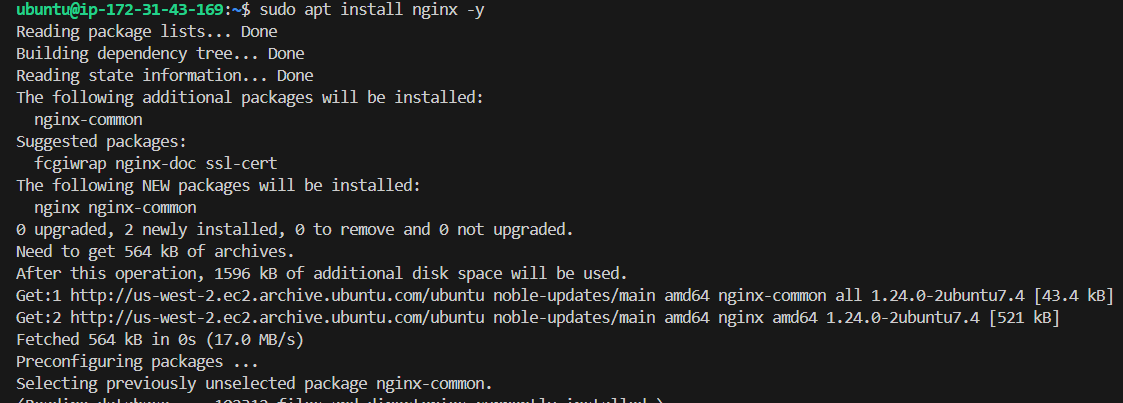 ubuntu@ip-172-31-43-169:~$ sudo apt install nginx -y
Reading package lists... Done
Building dependency tree... Done
Reading state information... Done
The following additional packages will be installed:
  nginx-common
Suggested packages:
  fcgiwrap nginx-doc ssl-cert
The following NEW packages will be installed:
  nginx nginx-common
0 upgraded, 2 newly installed, 0 to remove and 0 not upgraded.
Need to get 564 kB of archives.
After this operation, 1596 kB of additional disk space will be used.
Get:1 http://us-west-2.ec2.archive.ubuntu.com/ubuntu noble-updates/main amd64 nginx-common all 1.24.0-2ubuntu7.4 [43.4 kB]
Get:2 http://us-west-2.ec2.archive.ubuntu.com/ubuntu noble-updates/main amd64 nginx amd64 1.24.0-2ubuntu7.4 [521 kB]
Fetched 564 kB in 0s (17.0 MB/s)
Preconfiguring packages ...
Selecting previously unselected package nginx-common.